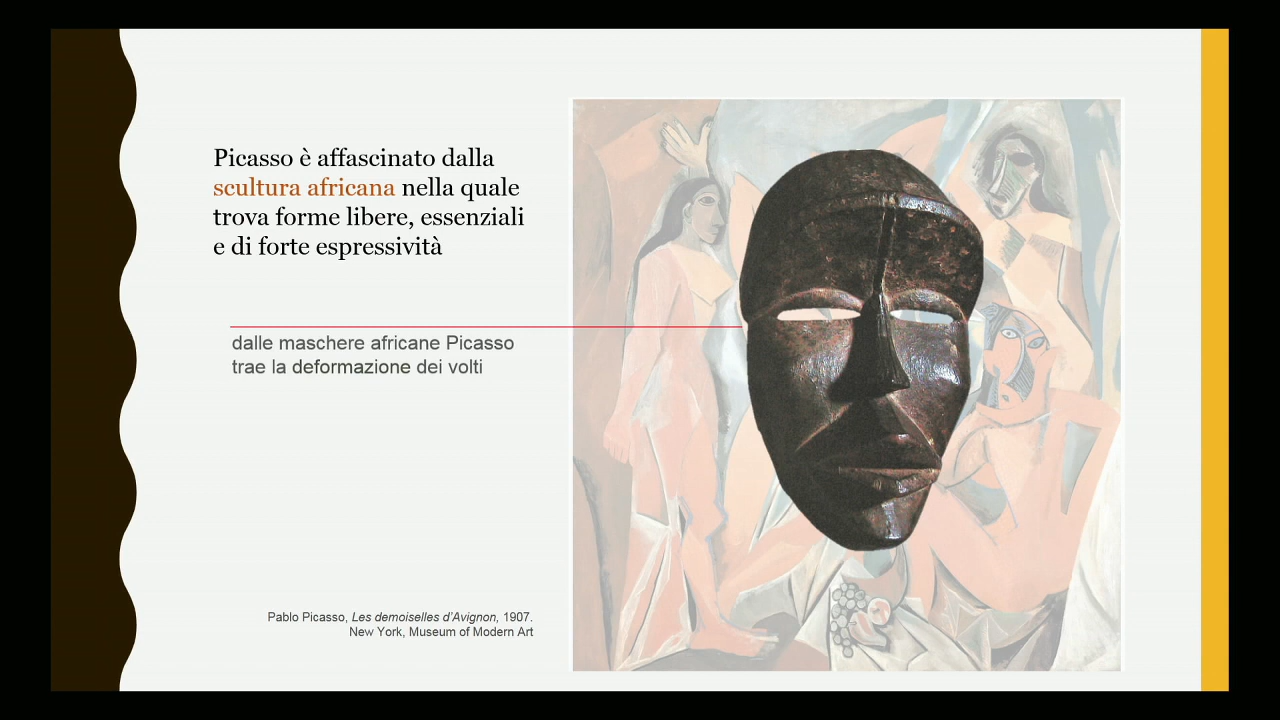 Picasso è affascinato dalla
scultura africana nella quale
trova forme libere, essenziali
e di forte espressività
dalle maschere africane Picasso
trae la deformazione dei volti
Pablo Picasso, Les demoiselles d'Avignon, 1907.
New York, Museum of Modern Art